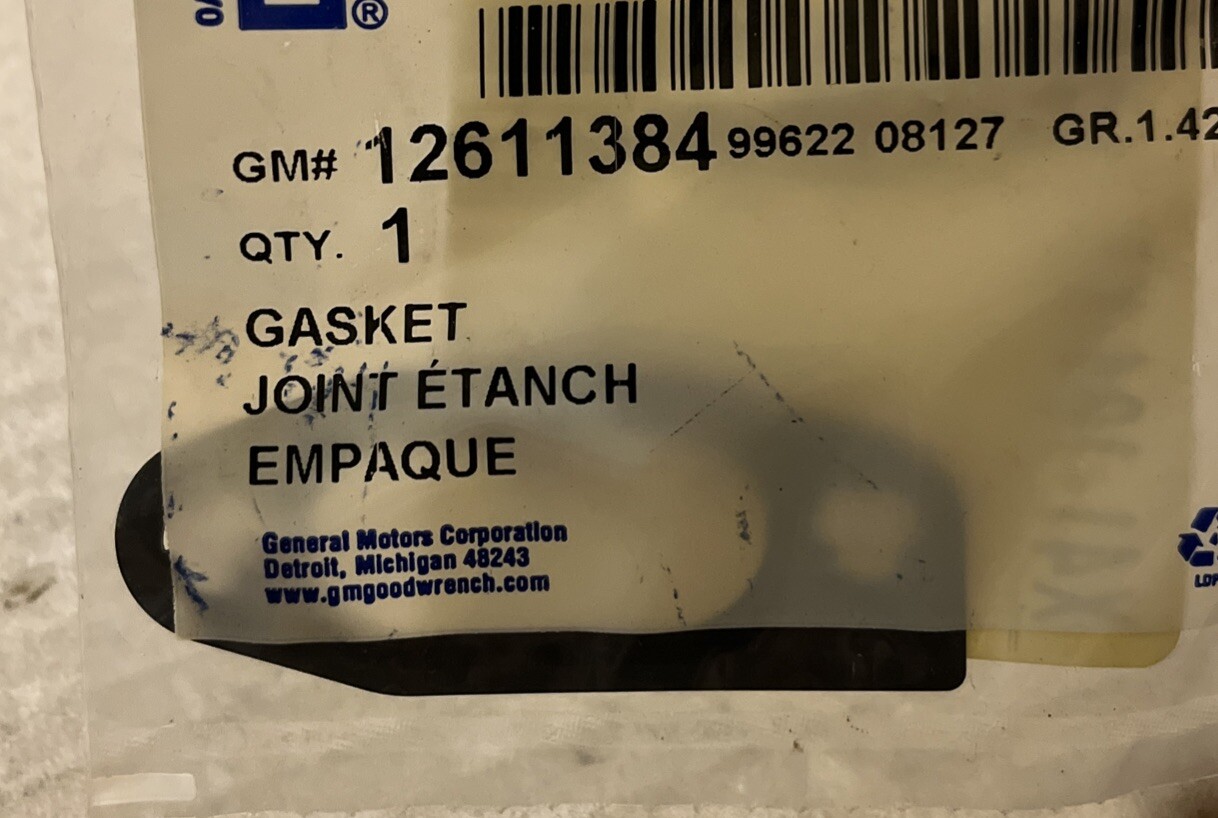 ®
GM# 12611384 99622 08127 GR.1.42
QTY. 1
GASKET
JOINT ÉTANCH
EMPAQUE
General Motors Corporation
Detroit, Michigan 48243
www.gmgoodwrench.com